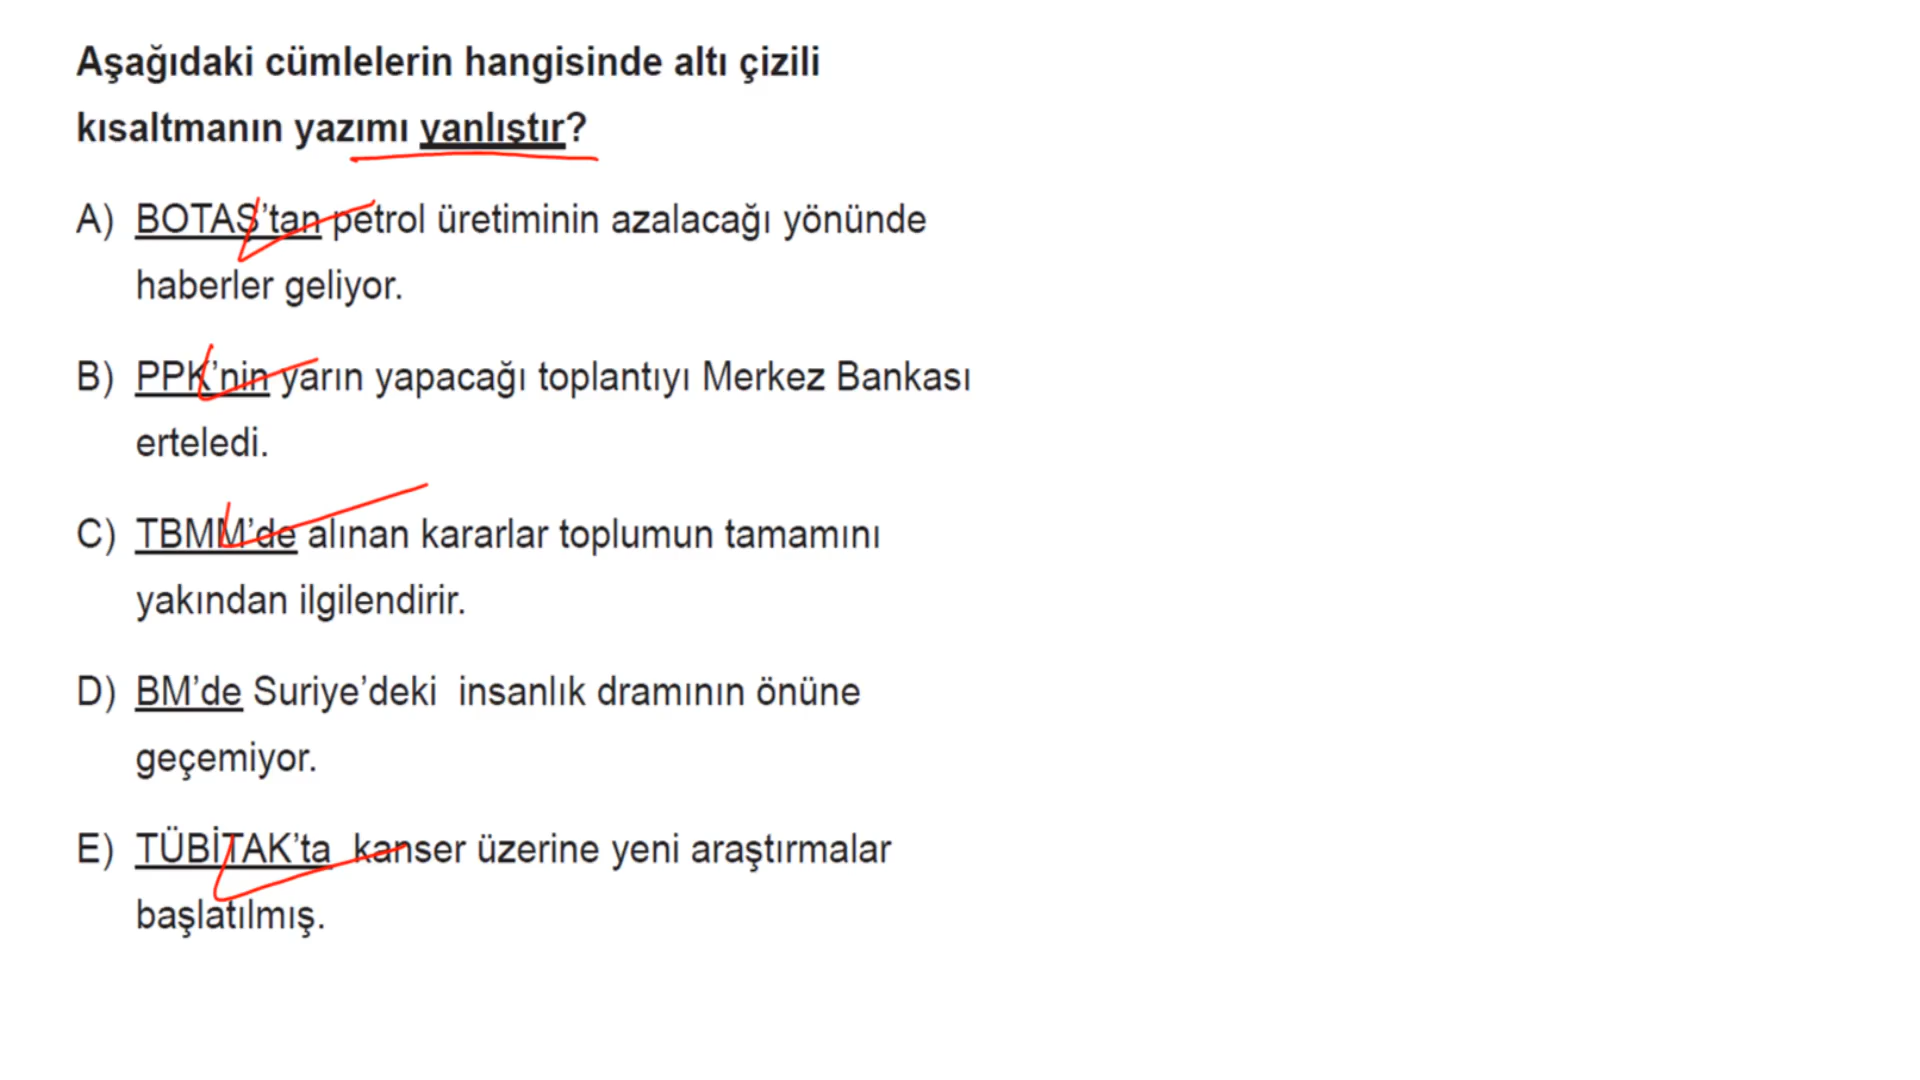 Aşağıdaki cümlelerin hangisinde altı çizili
kısaltmanın yazımı yanlıştır?
A) BOTAŞ’tan petrol üretiminin azalacağı yönünde
haberler geliyor.
B) PPK’nin yarın yapacağı toplantıyı Merkez Bankası
erteledi.
C) TBMM’de alınan kararlar toplumun tamamını
yakından ilgilendirir.
D) BM’de Suriye’deki insanlık dramının önüne
geçemiyor.
E) TÜBİTAK’ta kanser üzerine yeni araştırmalar
başlatılmış.